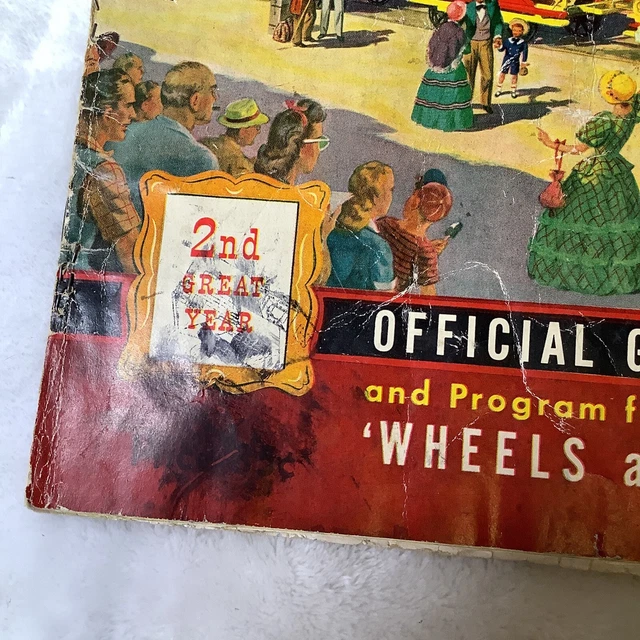 2nd
GREAT
YEAR
OFFICIAL G
and Program f
'WHEELS a